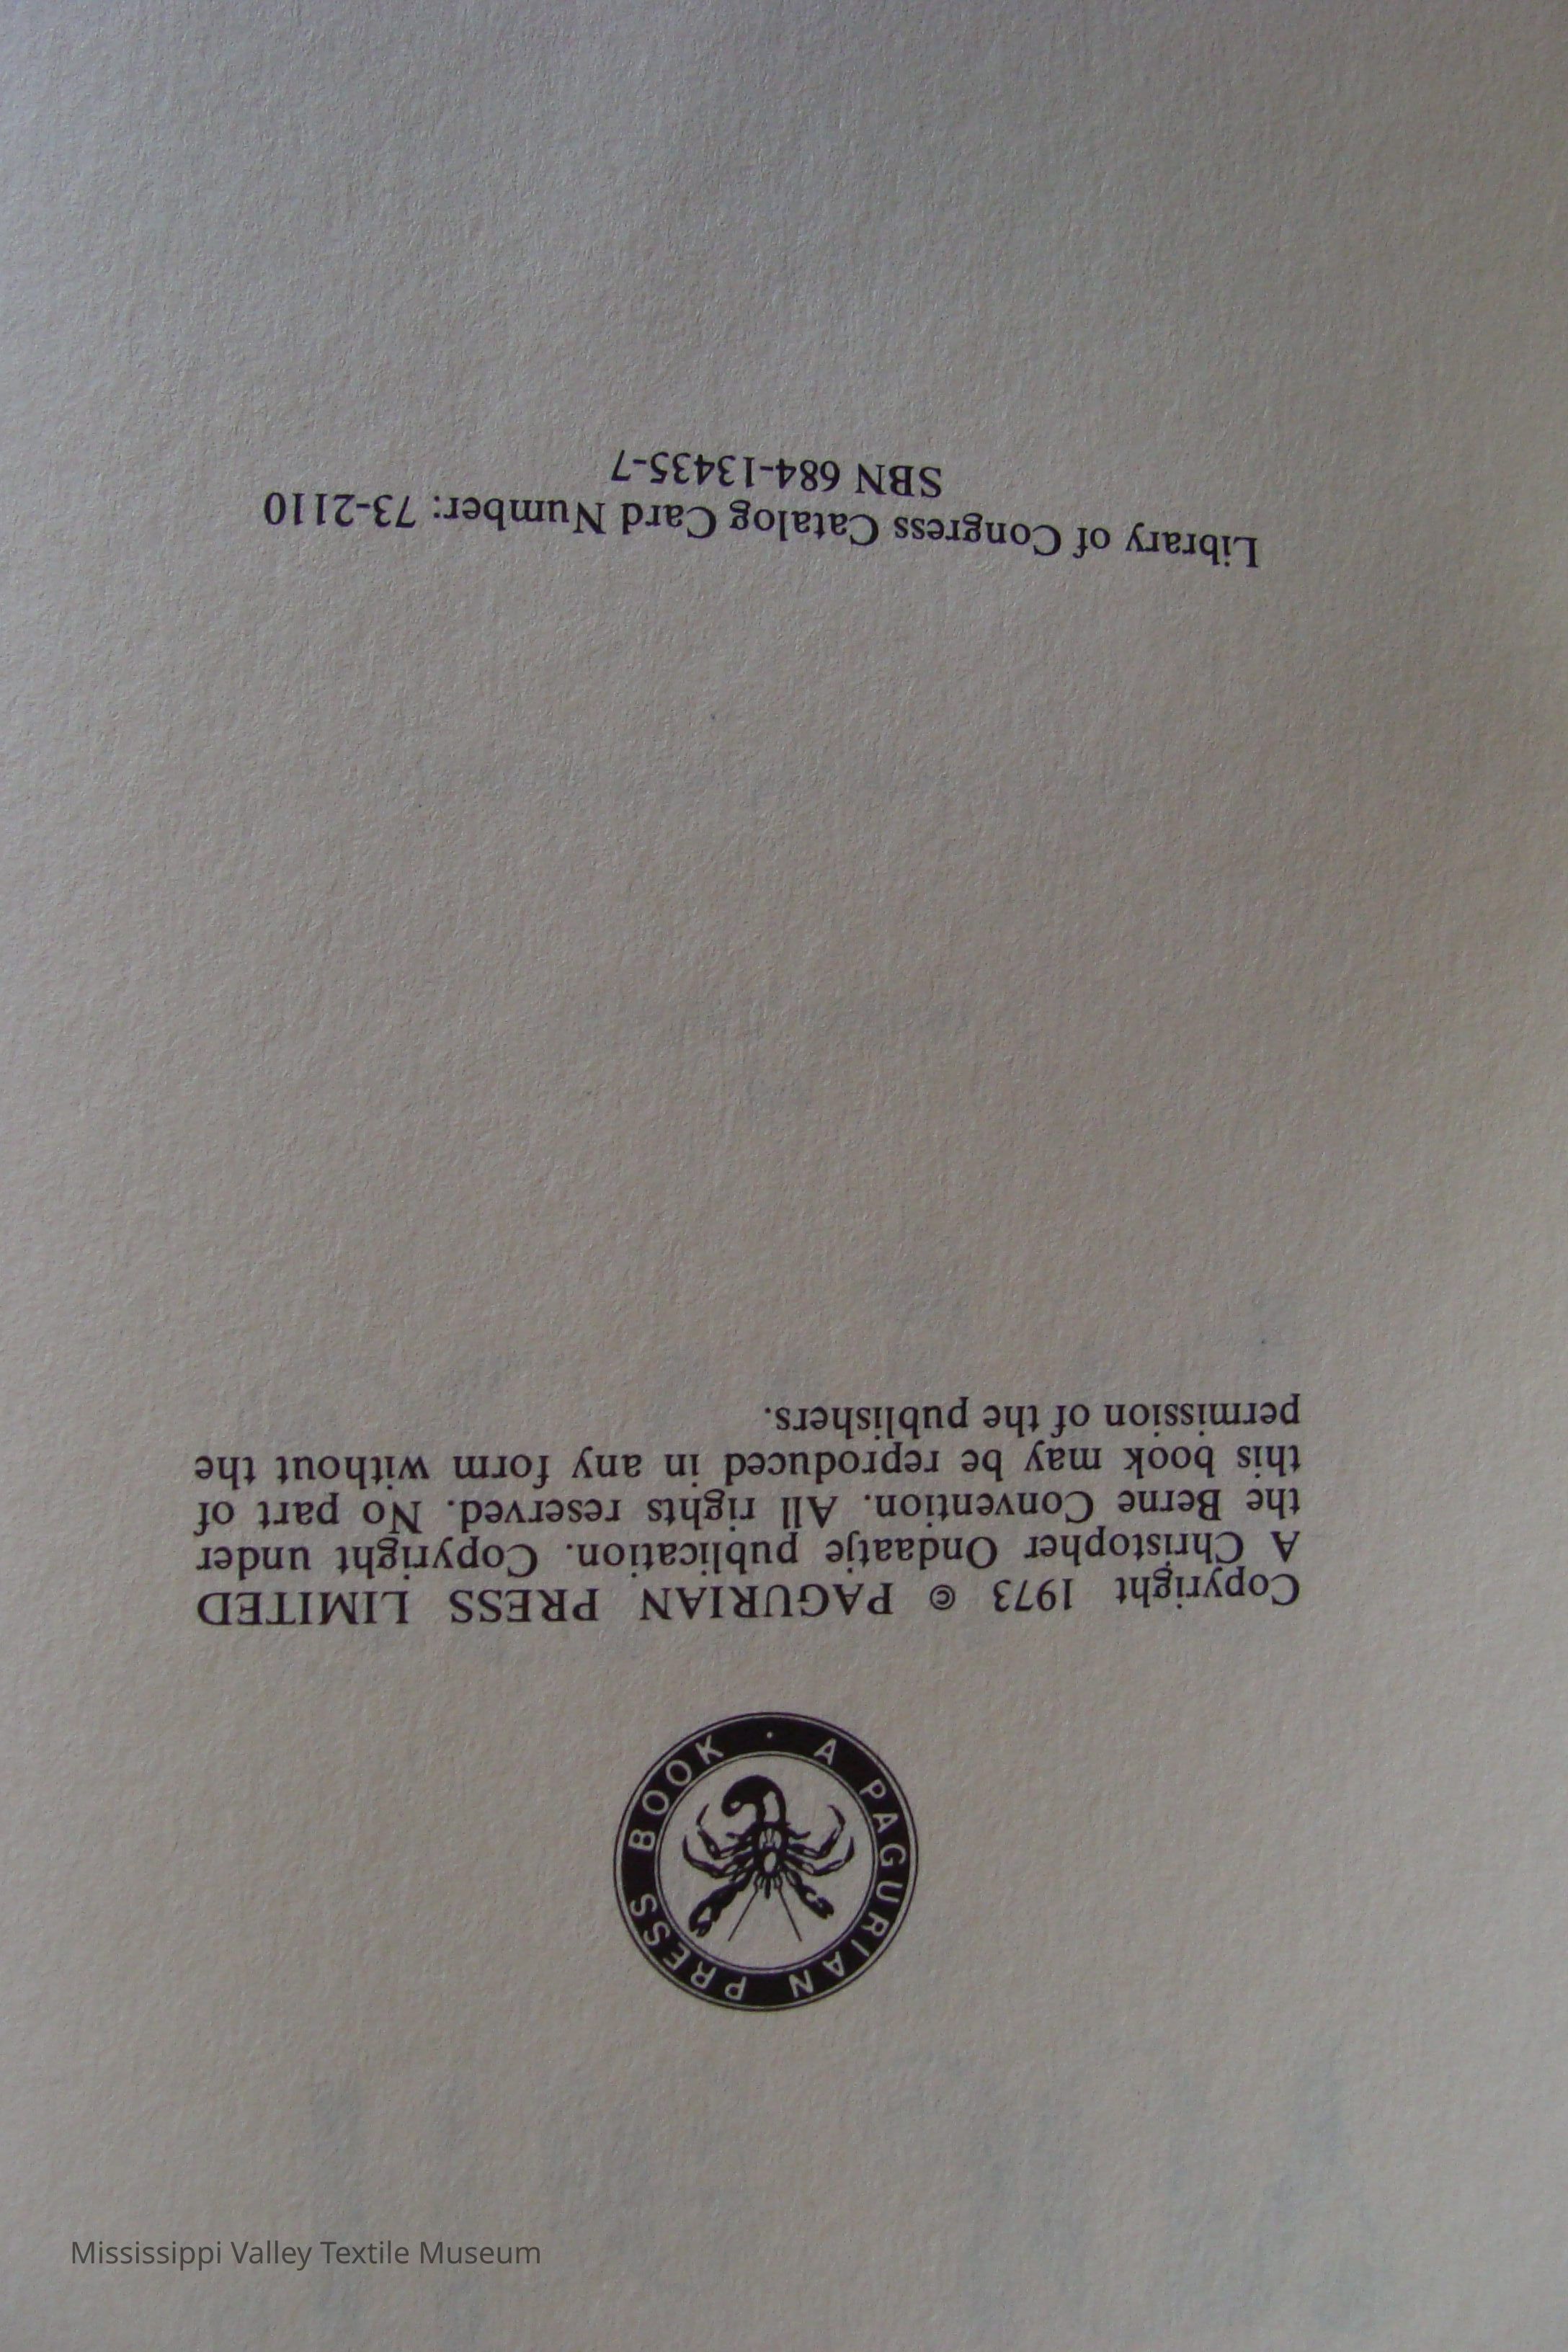 A PAGURIAN PRESS BOOK ·
Copyright 1973 © PAGURIAN PRESS LIMITED
A Christopher Ondaatje publication. Copyright under
the Berne Convention. All rights reserved. No part of
this book may be reproduced in any form without the
permission of the publishers.
Library of Congress Catalog Card Number: 73-2110
SBN 684-13435-7
Mississippi Valley Textile Museum